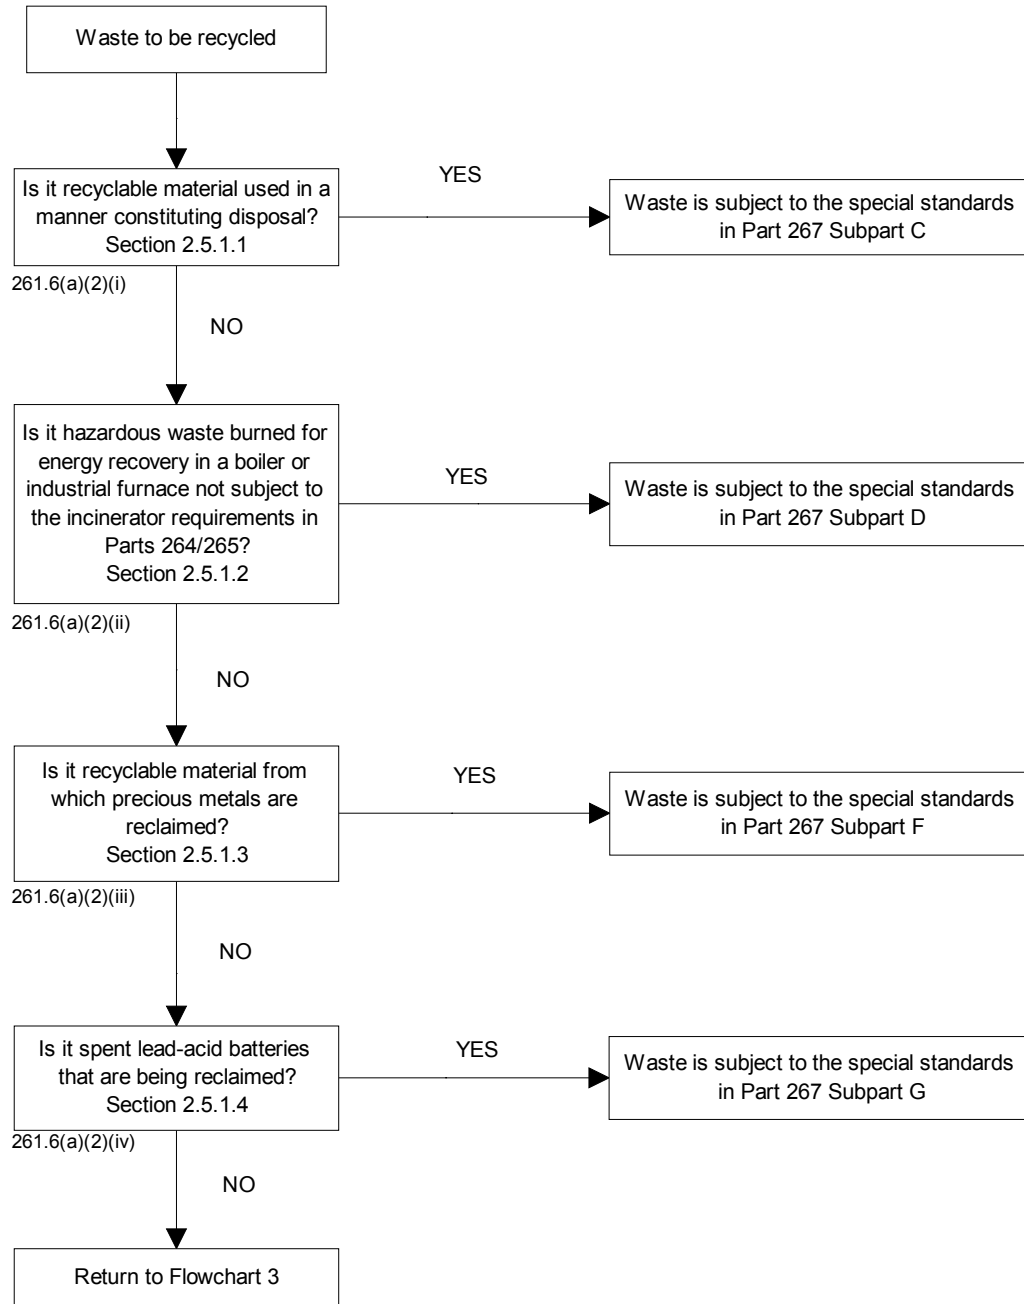 Waste to be recycled
Is it recyclable material used in a
manner constituting disposal?
Section 2.5.1.1
YES
Waste is subject to the special standards
in Part 267 Subpart C
261.6(a)(2)(i)
NO
Is it hazardous waste burned for
energy recovery in a boiler or
industrial furnace not subject to
the incinerator requirements in
Parts 264/265?
Section 2.5.1.2
YES
Waste is subject to the special standards
in Part 267 Subpart D
261.6(a)(2)(ii)
NO
Is it recyclable material from
which precious metals are
reclaimed?
Section 2.5.1.3
YES
Waste is subject to the special standards
in Part 267 Subpart F
261.6(a)(2)(iii)
NO
Is it spent lead-acid batteries
that are being reclaimed?
Section 2.5.1.4
YES
Waste is subject to the special standards
in Part 267 Subpart G
261.6(a)(2)(iv)
NO
Return to Flowchart 3